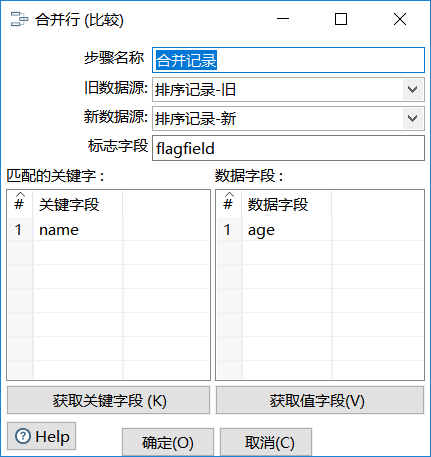 合并行 (比较)
步骤名称 合并记录
旧数据源: 排序记录-旧
新数据源: 排序记录-新
标志字段 flagfield
匹配的关键字： 数据字段：
# 关键字段 # 数据字段
1 name 1 age
获取关键字段 (K) 获取值字段(V)
Help 确定(O) 取消(C)